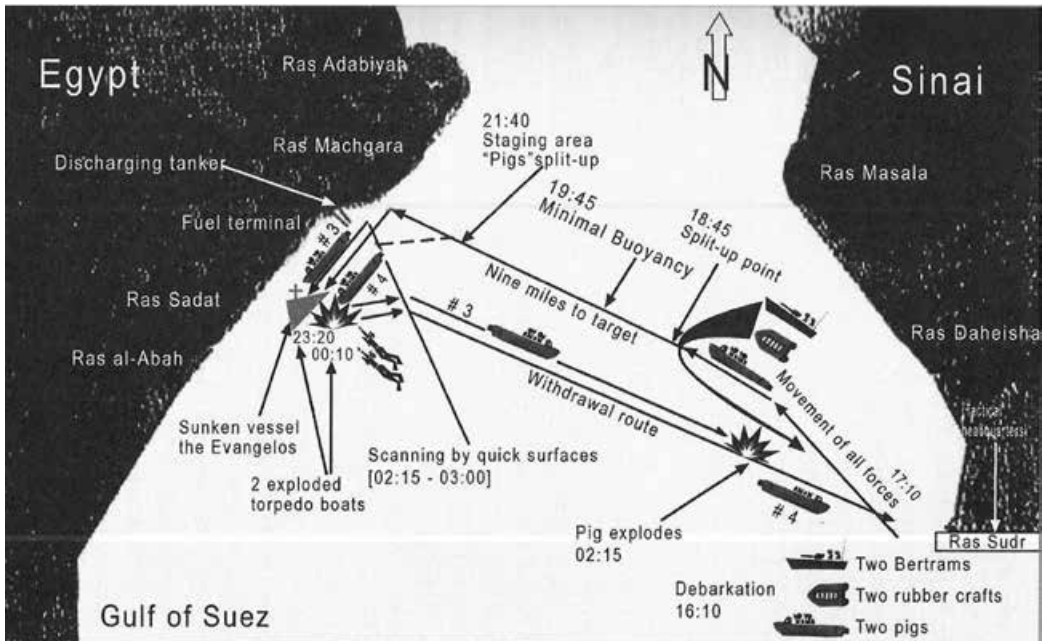 Egypt
Ras Adabiyah
N
Sinai
21:40
Staging area
"Pigs" split-up
Ras Machgara
Discharging tanker
Ras Masala
19:45
Minimal Buoyancy
18:45
Split-up point
Fuel terminal
# 3
# 4
Nine miles to target
Ras Sadat
# 3
Ras Daheisha
23:20
00:10
Ras al-Abah
Withdrawal route
Movement of all forces
17:10
Sunken vessel
the Evangelos
Scanning by quick surfaces
[02:15 - 03:00]
2 exploded
torpedo boats
# 4
Pig explodes
02:15
Ras Sudr
Two Bertrams
Debarkation
16:10
Two rubber crafts
Two pigs
Gulf of Suez